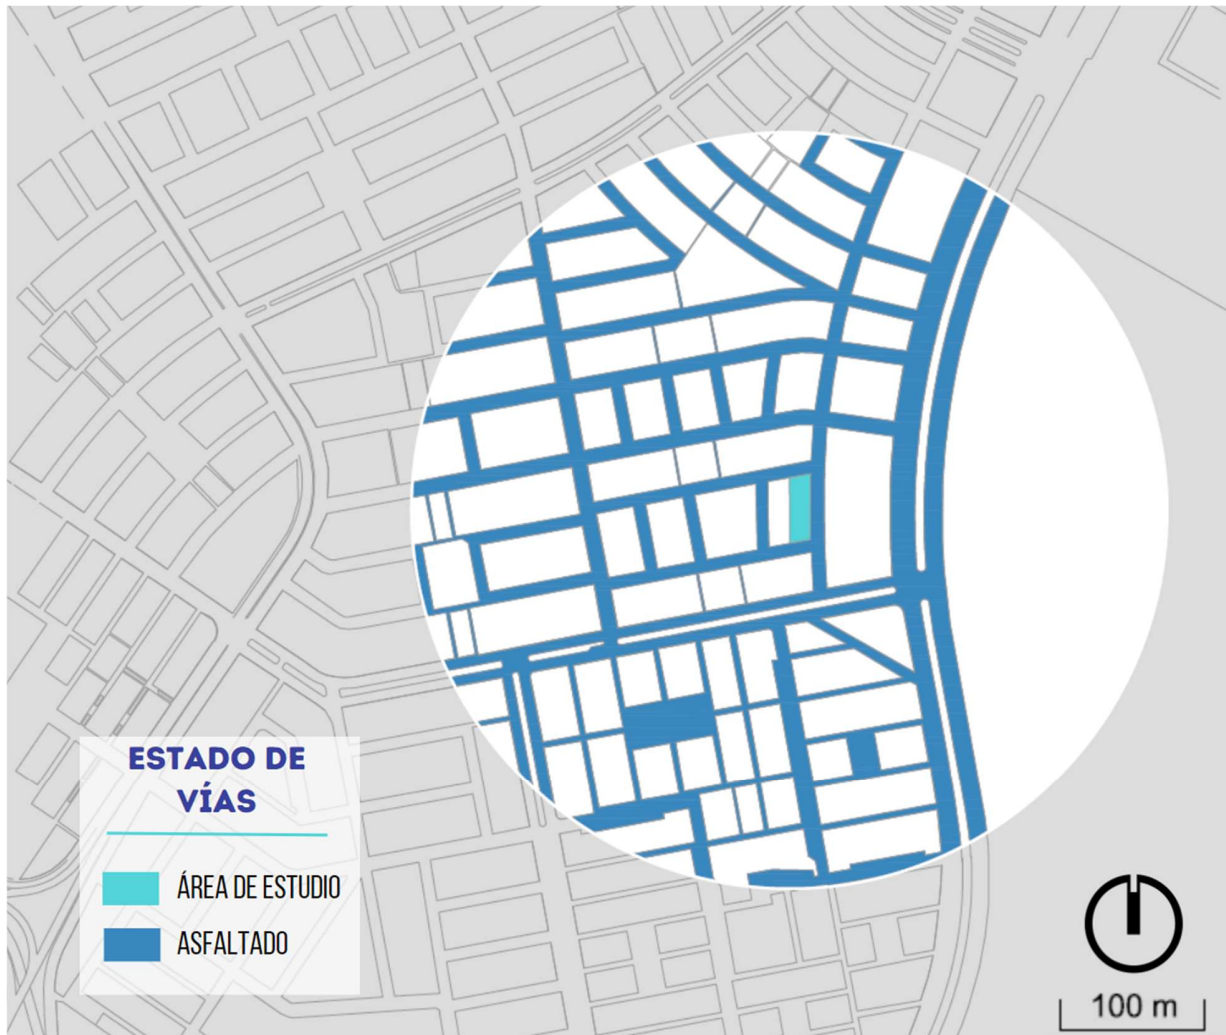 ESTADO DE
VÍAS
ÁREA DE ESTUDIO
ASFALTADO
100 m